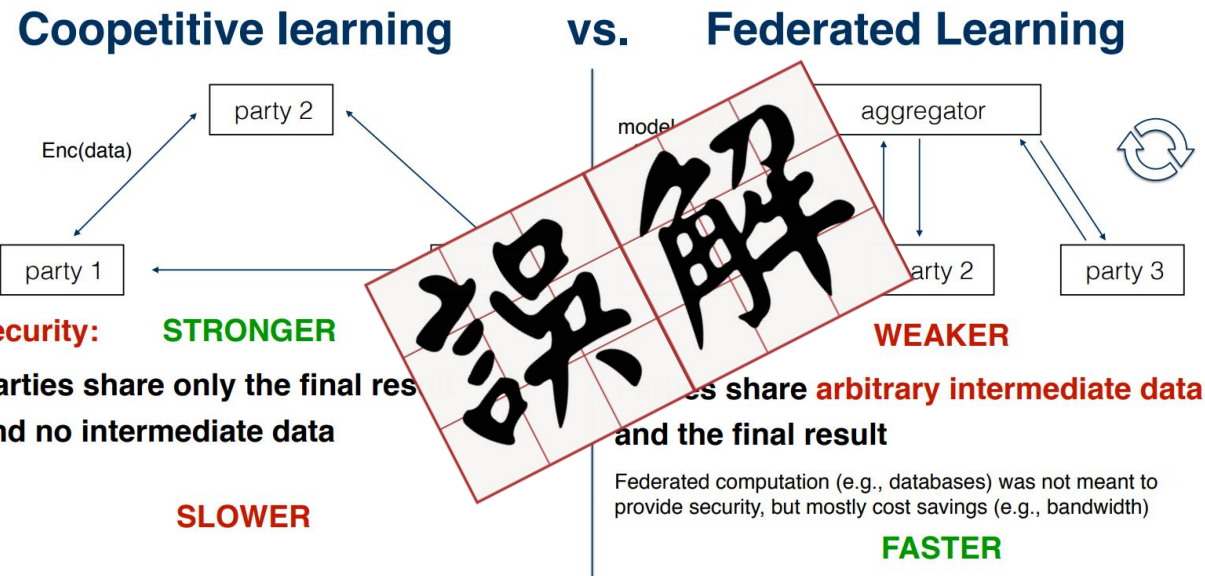 Coopetitive learning vs. Federated Learning
party 2
Enc(data)
party 1
ecurity: STRONGER
arties share only the final res
nd no intermediate data
SLOWER
誤解
model
aggregator
arty 2
party 3
WEAKER
es share arbitrary intermediate data
and the final result
Federated computation (e.g., databases) was not meant to
provide security, but mostly cost savings (e.g., bandwidth)
FASTER